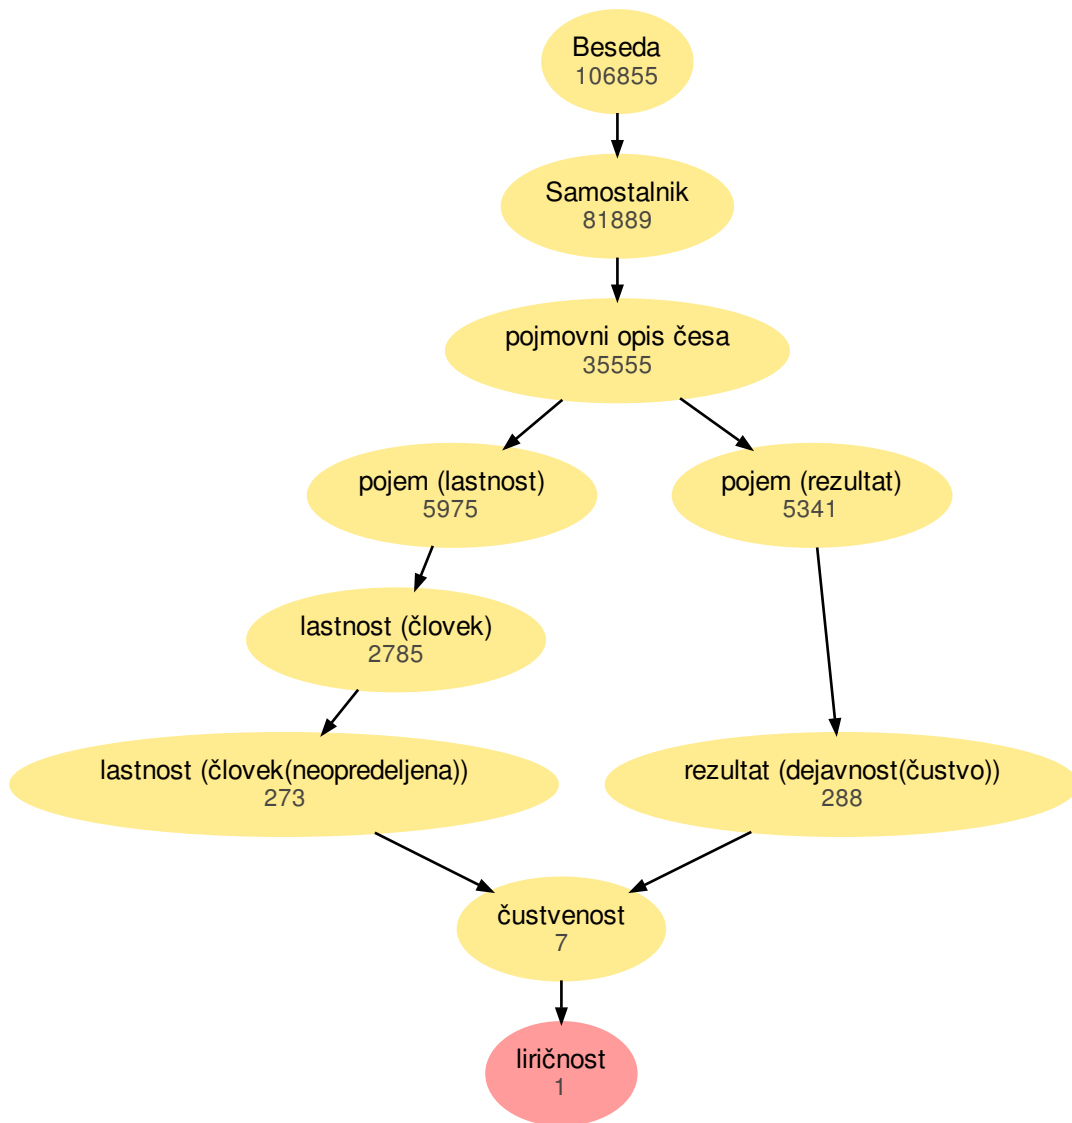 Beseda
106855
Samostalnik
81889
pojmovni opis česa
35555
pojem (lastnost)
5975
pojem (rezultat)
5341
lastnost (človek)
2785
lastnost (človek(neopredeljena))
273
rezultat (dejavnost(čustvo))
288
čustvenost
7
liričnost
1